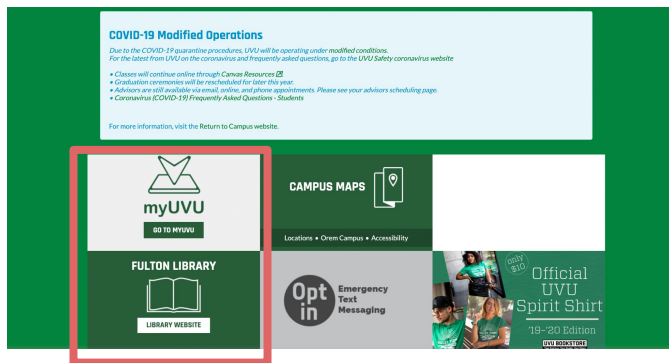 COVID-19 Modified Operations
Due to the COVID-19 quarantine procedures, UVU will be operating under modified conditions.
For the latest from UVU on the coronavirus and frequently asked questions, go to the UVU Safety coronavirus website
• Classes will continue online through Canvas Resources
• Graduation ceremonies will be rescheduled for later this year.
• Advisors are still available via email, online, and phone appointments. Please see your advisors scheduling page.
• Coronavirus (COVID-19) Frequently Asked Questions - Students
For more information, visit the Return to Campus website.
myUVU
GO TO MYUVU
CAMPUS MAPS
Locations • Orem Campus • Accessibility
FULTON LIBRARY
LIBRARY WEBSITE
Opt
in
Emergency
Text
Messaging
only
$10
Official
UVU
Spirit Shirt
'19-'20 Edition
UVU BOOKSTORE